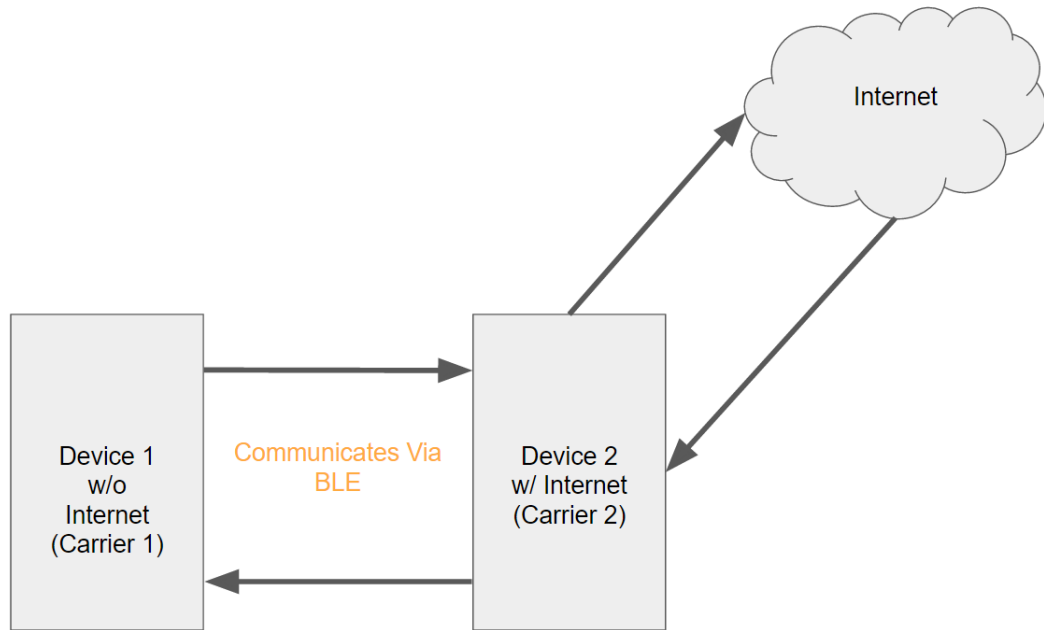 Internet
Device 1
w/o
Internet
(Carrier 1)
Communicates Via
BLE
Device 2
w/ Internet
(Carrier 2)